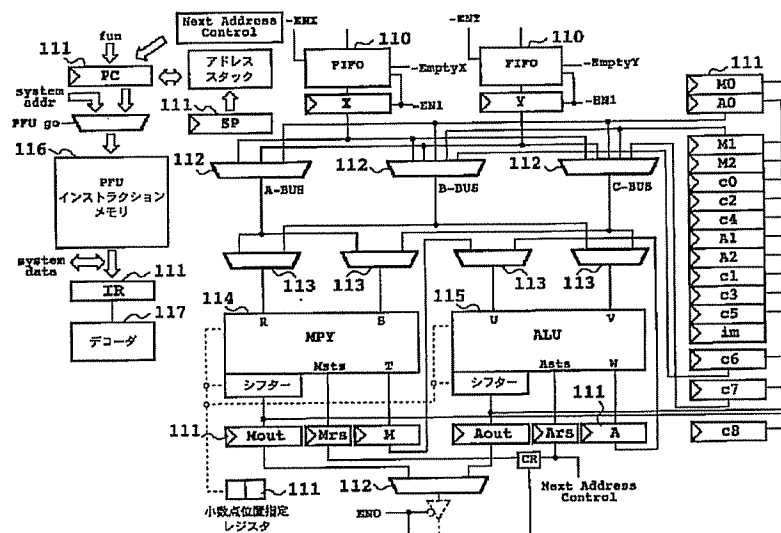 Next Address
Control
fun
111
PC
アドレス
スタック
system
addr
PFU go
111
SP
116
PFU
インストラクション
メモリ
system
data
111
IR
117
デコーダ
-ENX
110
FIFO
-EmptyX
X
-EN1
-ENY
110
FIFO
-EmptyY
Y
-EN1
112
A-BUS
112
B-BUS
112
C-BUS
113
113
113
113
114
R
S
MPY
Msts
T
シフター
115
U
V
ALU
Asts
W
シフター
111
Mout
Mrs
M
Aout
Ars
111
A
CR
Next Address
Control
112
111
小数点位置指定
レジスタ
ENO
111
M0
A0
M1
M2
c0
c2
c4
A1
A2
c1
c3
c5
im
c6
c7
c8